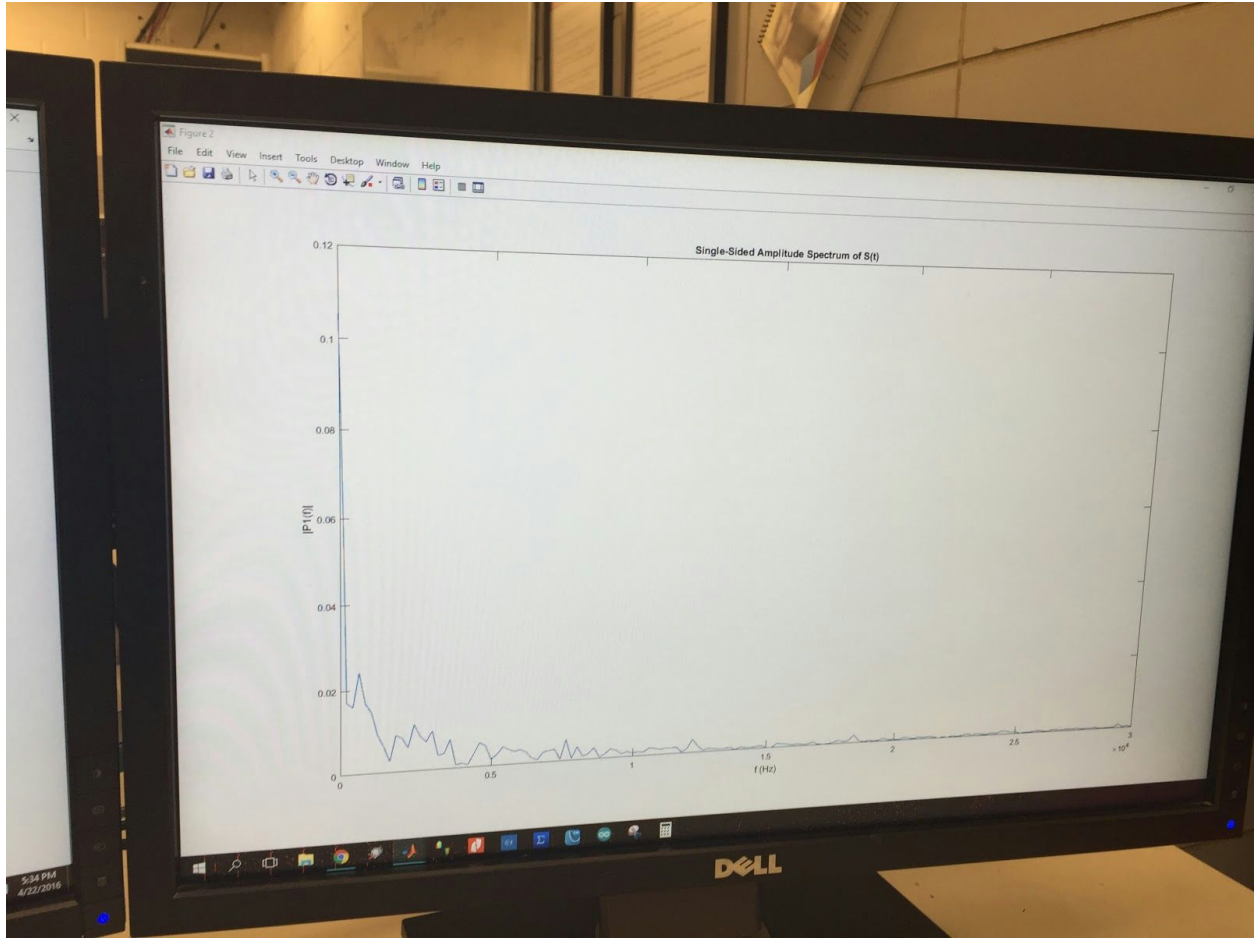 Figure 2
File Edit View Insert Tools Desktop Window Help
Single-Sided Amplitude Spectrum of S(t)
0.12
0.1
0.08
0.06
0.04
0.02
0
|P1(f)|
0 0.5 1 1.5 2 2.5 3
f (Hz)
DELL
5:34 PM
4/22/2016